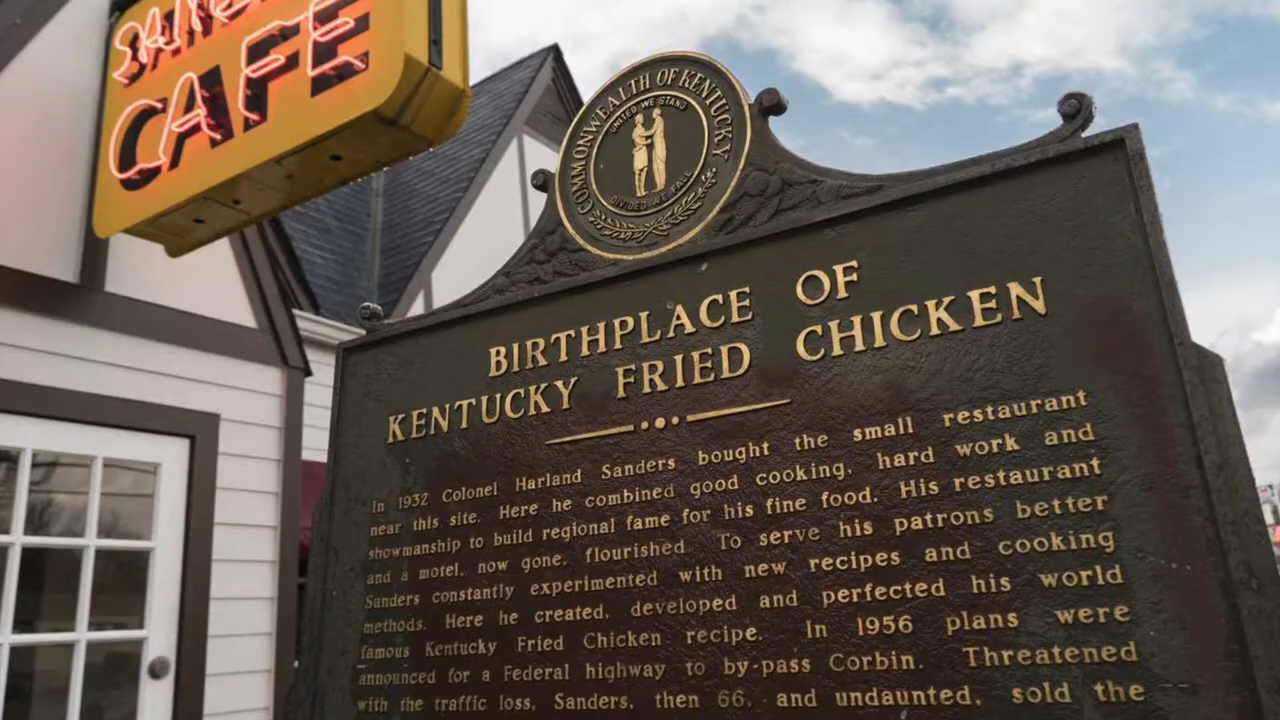 CAFE
COMMONWEALTH OF KENTUCKY
UNITED WE STAND
DIVIDED WE FALL
BIRTHPLACE OF
KENTUCKY FRIED CHICKEN
In 1932 Colonel Harland Sanders bought the small restaurant
near this site. Here he combined good cooking, hard work and
showmanship to build regional fame for his fine food. His restaurant
and a motel, now gone, flourished. To serve his patrons better
Sanders constantly experimented with new recipes and cooking
methods. Here he created, developed and perfected his world
famous Kentucky Fried Chicken recipe. In 1956 plans were
announced for a Federal highway to by-pass Corbin. Threatened
with the traffic loss, Sanders, then 66, and undaunted, sold the